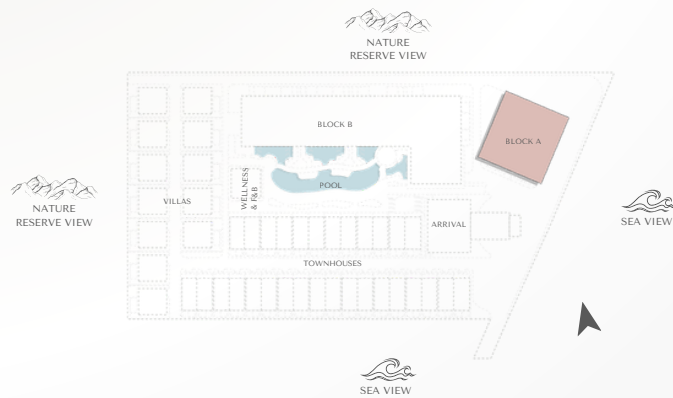 NATURE
RESERVE VIEW
BLOCK B
BLOCK A
WELLNESS
& F&B
POOL
VILLAS
NATURE
RESERVE VIEW
ARRIVAL
SEA VIEW
TOWNHOUSES
SEA VIEW